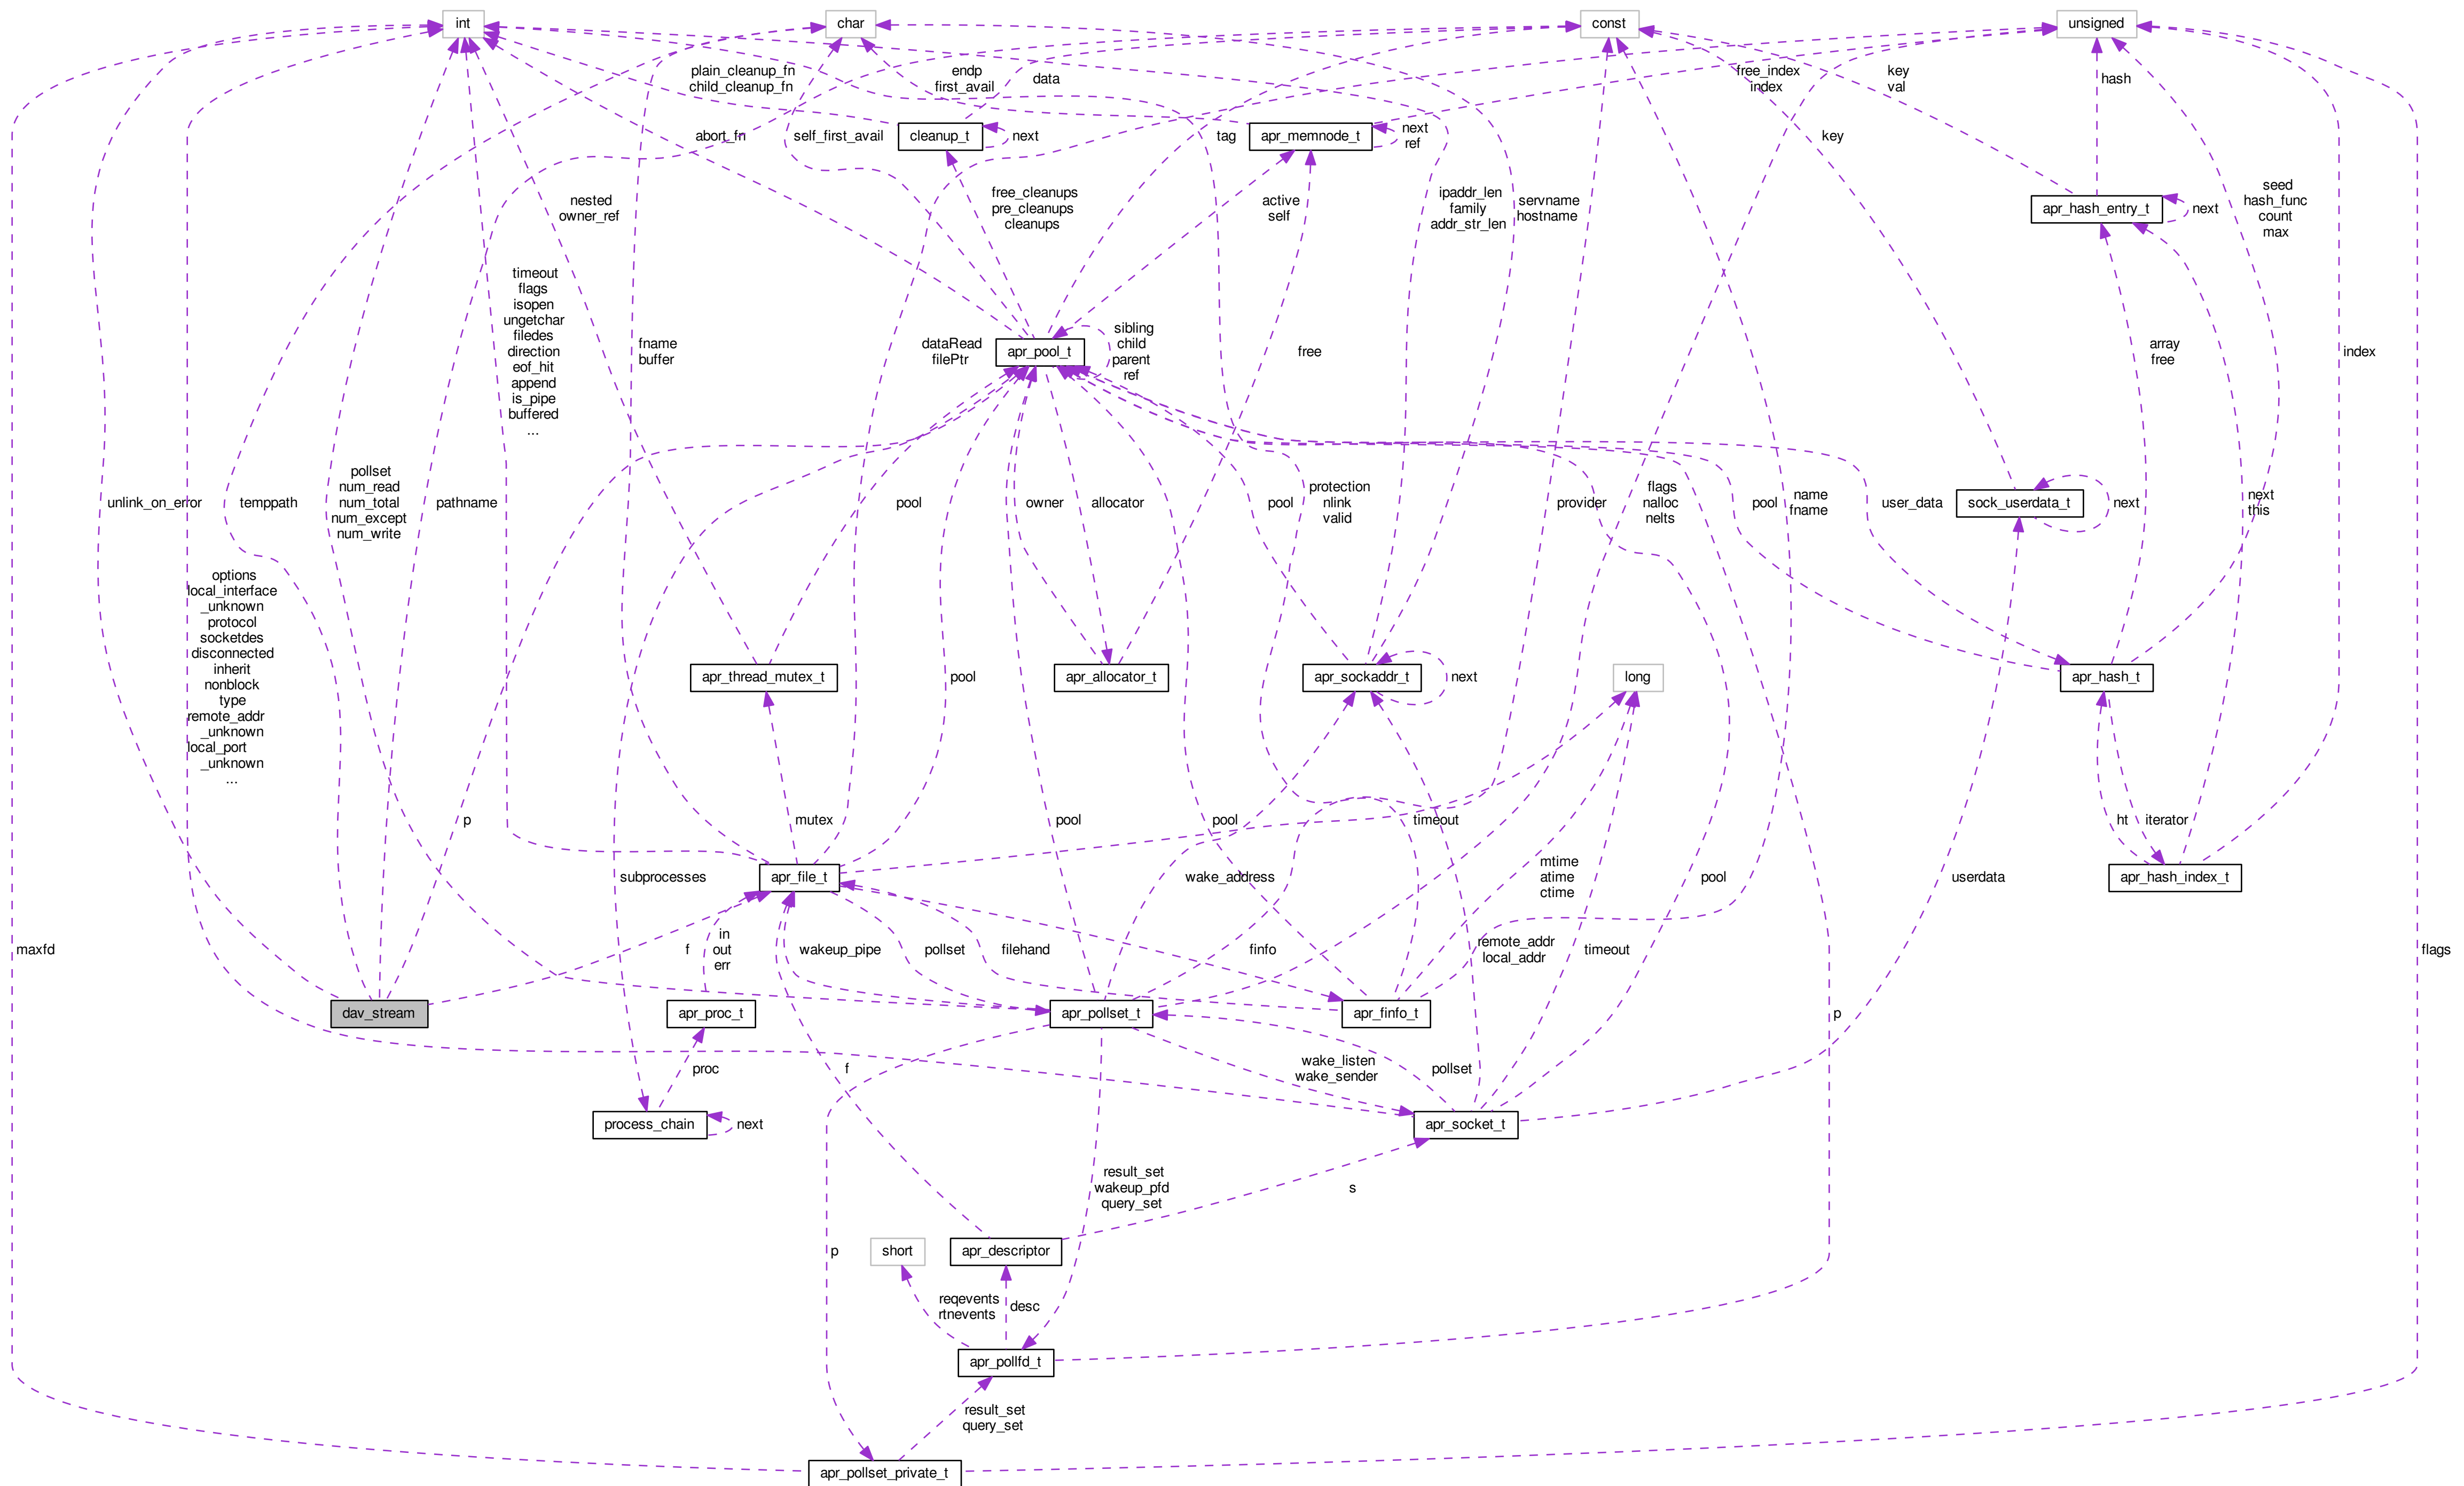 int
char
const
unsigned
plain_cleanup_fn
child_cleanup_fn
endp
first_avail
data
free_index
index
key
val
hash
abort_fn
self_first_avail
cleanup_t
next
tag
apr_memnode_t
next
ref
key
nested
owner_ref
free_cleanups
pre_cleanups
cleanups
active
self
ipaddr_len
family
addr_str_len
servname
hostname
apr_hash_entry_t
next
seed
hash_func
count
max
timeout
flags
isopen
ungetchar
filedes
direction
eof_hit
append
is_pipe
buffered
...
fname
buffer
dataRead
filePtr
apr_pool_t
sibling
child
parent
ref
free
array
free
index
unlink_on_error
temppath
pollset
num_read
num_total
num_except
num_write
pathname
pool
owner
allocator
pool
protection
nlink
valid
provider
flags
nalloc
nelts
pool
name
fname
user_data
sock_userdata_t
next
next
this
options
local_interface
_unknown
protocol
socketdes
disconnected
inherit
nonblock
type
remote_addr
_unknown
local_port
_unknown
...
apr_thread_mutex_t
pool
apr_allocator_t
apr_sockaddr_t
next
long
apr_hash_t
p
mutex
pool
pool
timeout
ht
iterator
subprocesses
apr_file_t
wake_address
mtime
atime
ctime
pool
userdata
apr_hash_index_t
maxfd
f
in
out
err
wakeup_pipe
pollset
filehand
finfo
remote_addr
local_addr
timeout
flags
dav_stream
apr_proc_t
apr_pollset_t
apr_finfo_t
p
proc
f
wake_listen
wake_sender
pollset
process_chain
next
apr_socket_t
result_set
wakeup_pfd
query_set
s
p
short
apr_descriptor
reqevents
rtnevents
desc
apr_pollfd_t
result_set
query_set
apr_pollset_private_t